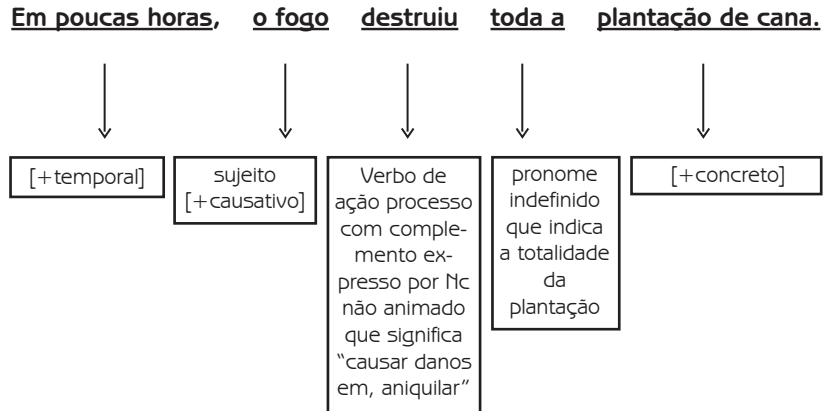 Em poucas horas, o fogo destruiu toda a plantação de cana.
[+temporal]
sujeito
[+causativo]
Verbo de
ação processo
com comple-
mento ex-
presso por Nc
não animado
que significa
“causar danos
em, aniquilar”
pronome
indefinido
que indica
a totalidade
da
plantação
[+concreto]